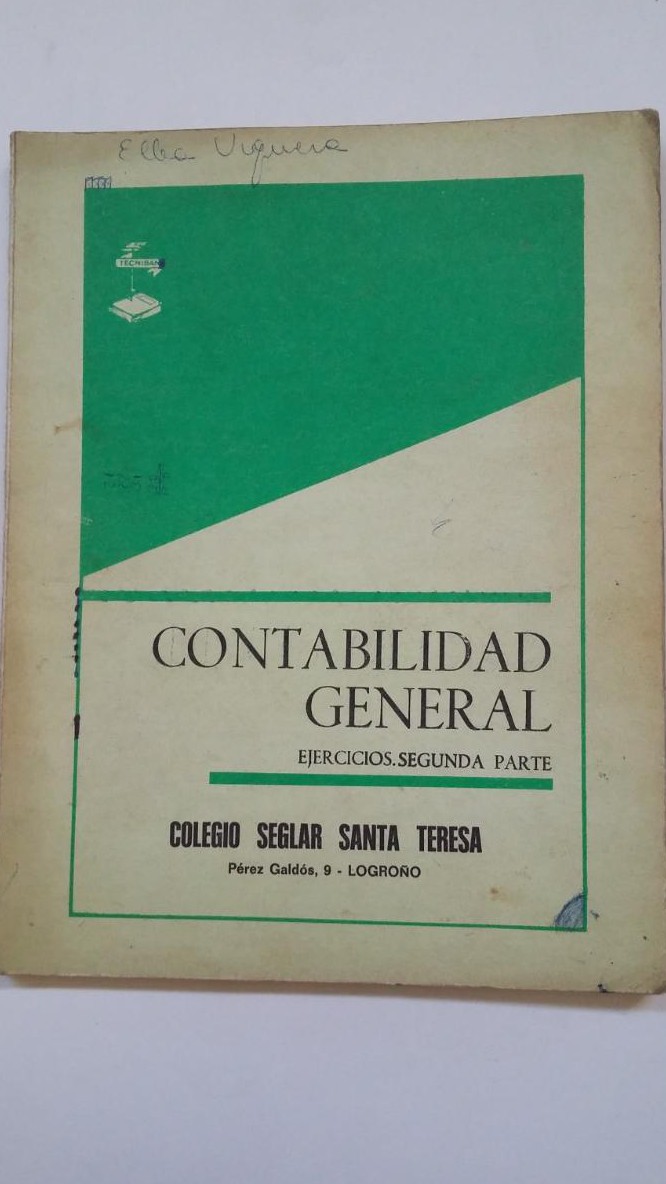 Elba Viguera
TECNIBAN
CONTABILIDAD
GENERAL
EJERCICIOS.SEGUNDA PARTE
COLEGIO SEGLAR SANTA TERESA
Pérez Galdós, 9 - LOGROÑO